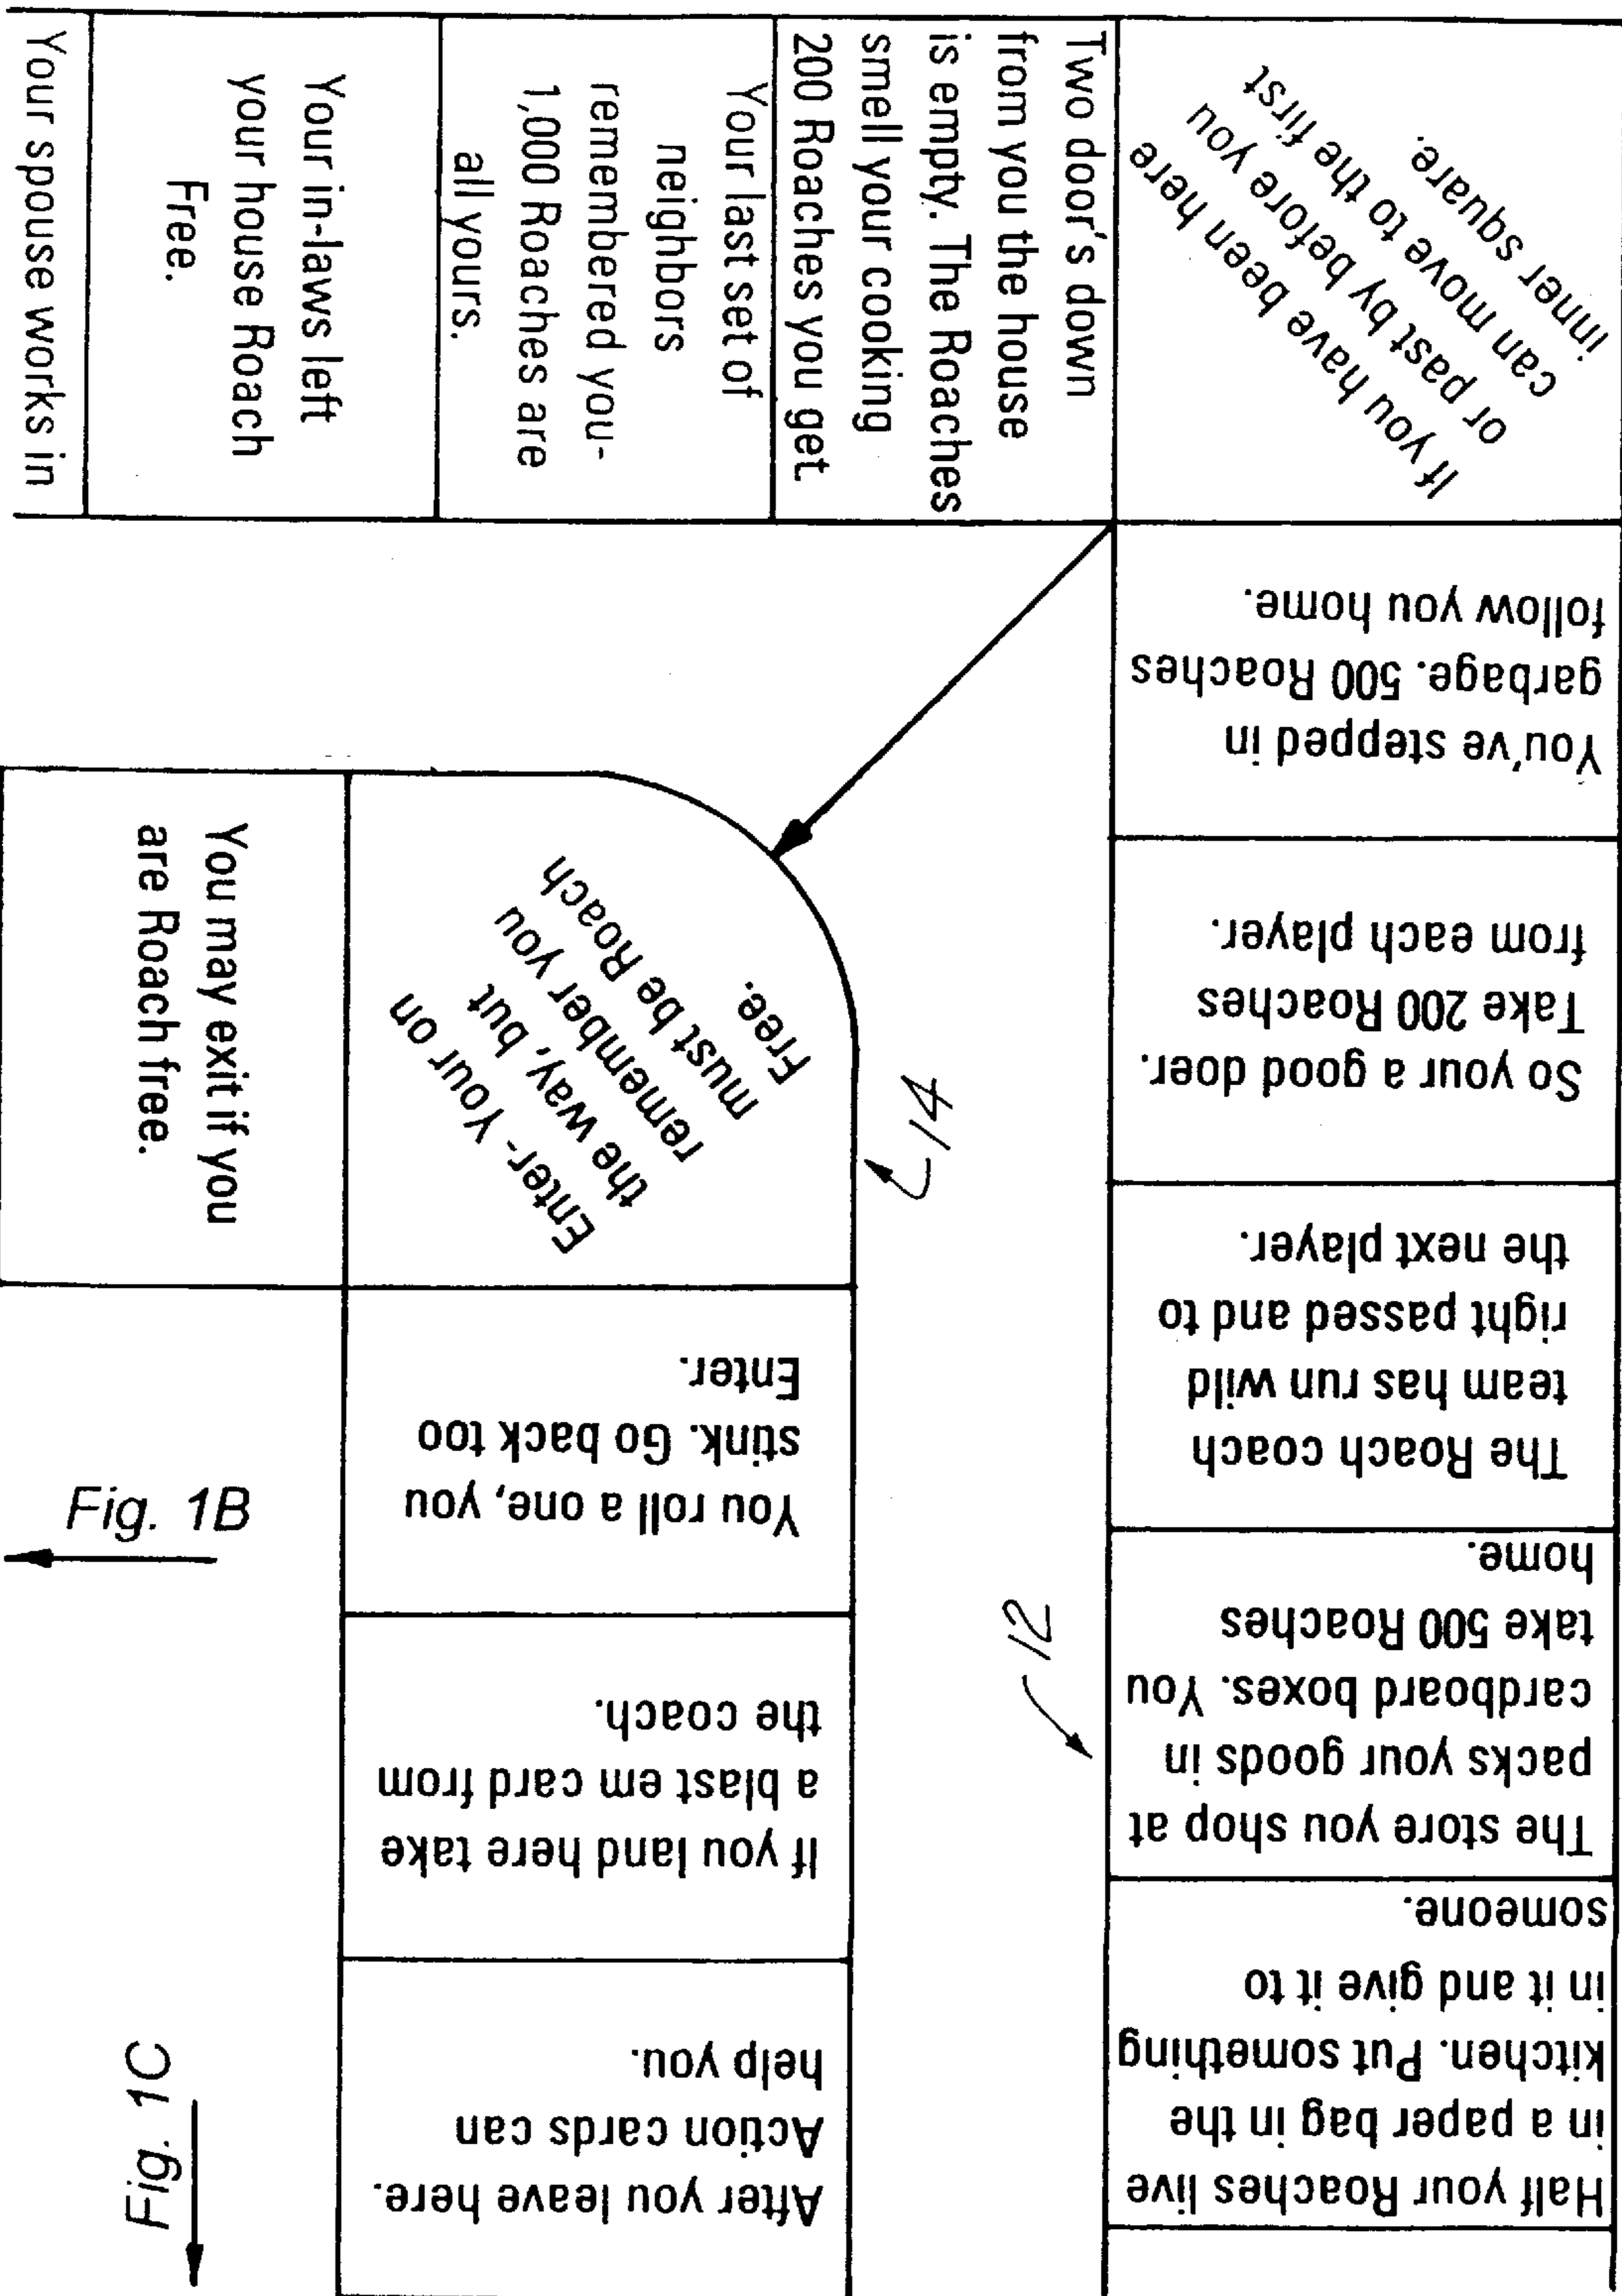 If you have been here
or past by before you
can move to the first
inner square.
Two door's down
from you the house
is empty. The Roaches
smell your cooking
200 Roaches you get.
Your last set of
neighbors
remembered you-
1,000 Roaches are
all yours.
Your in-laws left
your house Roach
Free.
Your spouse works in
You've stepped in
garbage. 500 Roaches
follow you home.
So your a good doer.
Take 200 Roaches
from each player.
The Roach coach
team has run wild
right passed and to
the next player.
The store you shop at
packs your goods in
cardboard boxes. You
take 500 Roaches
home.
Half your Roaches live
in a paper bag in the
kitchen. Put something
in it and give it to
someone.
12
14
Enter- Your on
the way, but
remember you
must be Roach
Free.
You may exit if you
are Roach free.
You roll a one, you
stink. Go back too
Enter.
If you land here take
a blast em card from
the coach.
After you leave here.
Action cards can
help you.
Fig. 1B
Fig. 1C